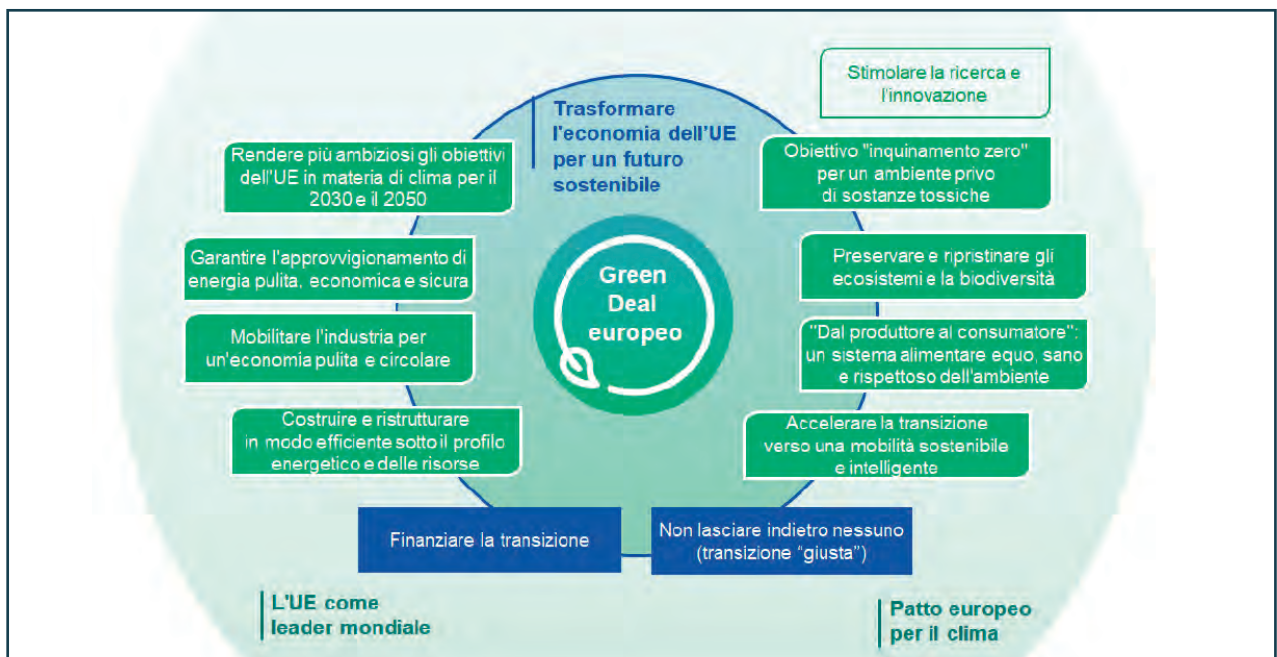 Stimolare la ricerca e
l'innovazione
Trasformare
l'economia dell'UE
per un futuro
sostenibile
Rendere più ambiziosi gli obiettivi
dell'UE in materia di clima per il
2030 e il 2050
Obiettivo "inquinamento zero"
per un ambiente privo
di sostanze tossiche
Garantire l'approvvigionamento di
energia pulita, economica e sicura
Preservare e ripristinare gli
ecosistemi e la biodiversità
Green
Deal
europeo
Mobilitare l'industria per
un'economia pulita e circolare
"Dal produttore al consumatore":
un sistema alimentare equo, sano
e rispettoso dell'ambiente
Costruire e ristrutturare
in modo efficiente sotto il profilo
energetico e delle risorse
Accelerare la transizione
verso una mobilità sostenibile
e intelligente
Finanziare la transizione
Non lasciare indietro nessuno
(transizione "giusta")
L'UE come
leader mondiale
Patto europeo
per il clima